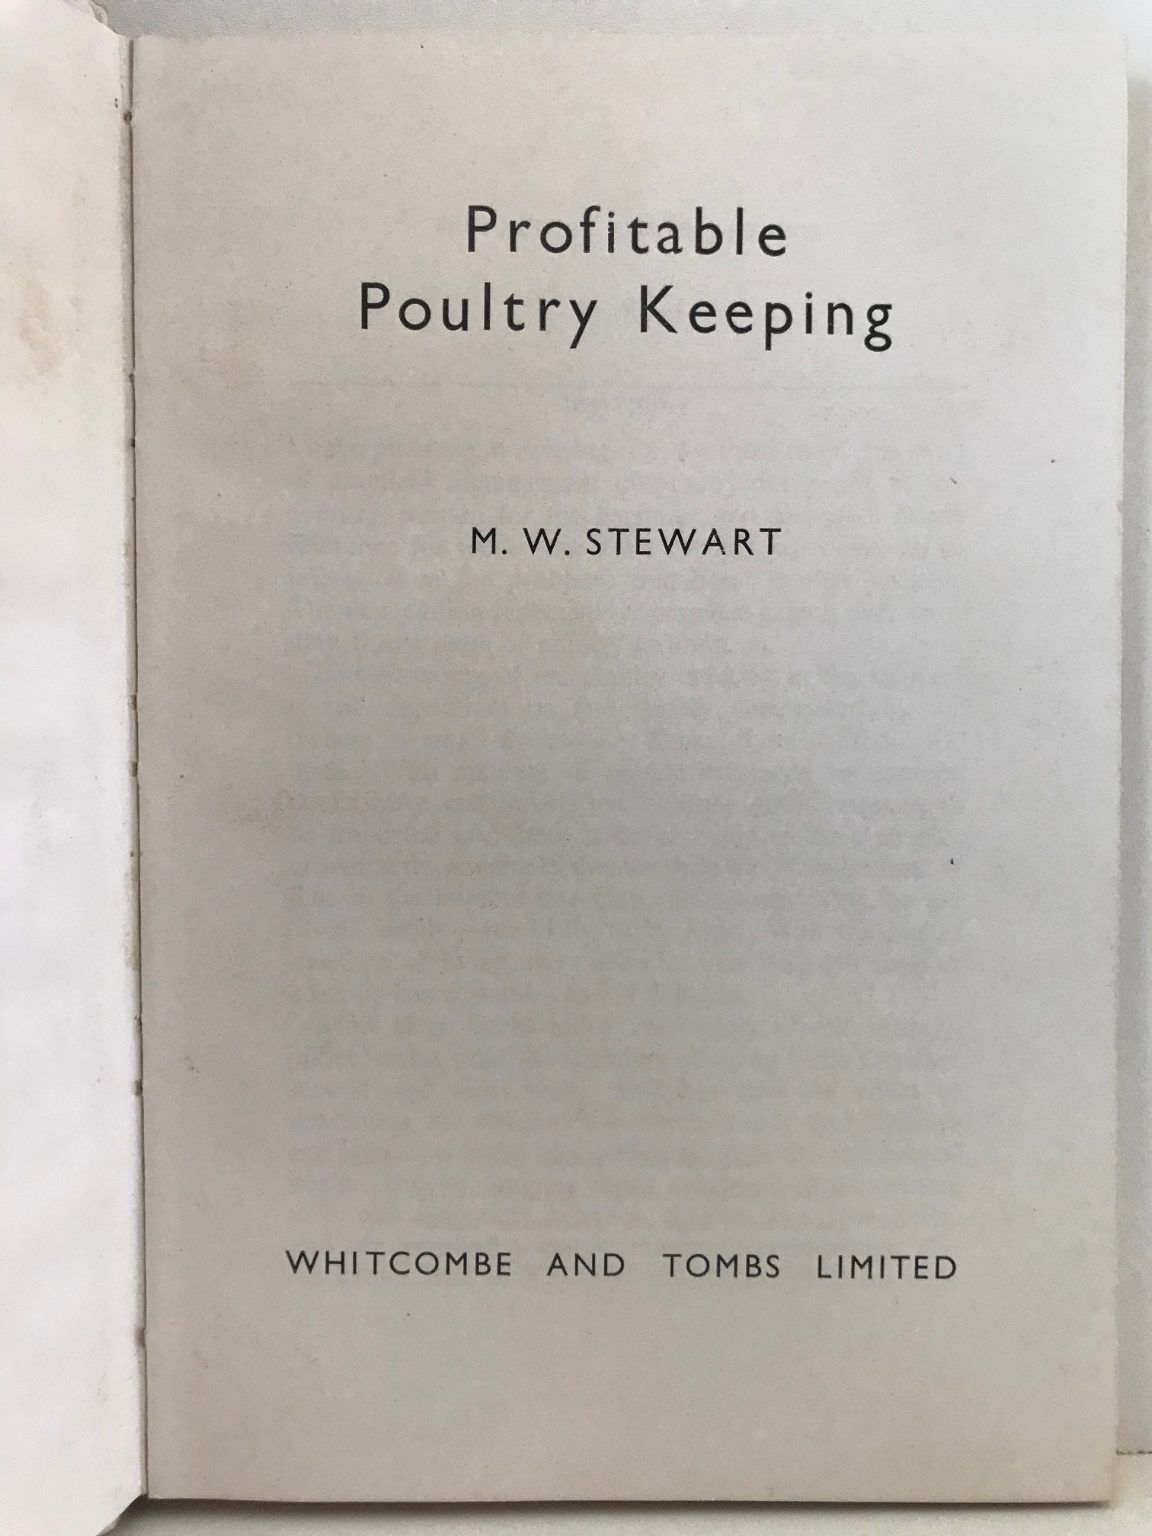 Profitable
Poultry Keeping
M. W. STEWART
WHITCOMBE AND TOMBS LIMITED